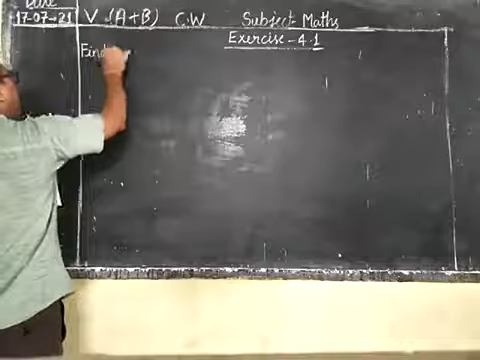 Date V (A+B) C.W Subject Maths
17-07-21
Exercise - 4.1
Find